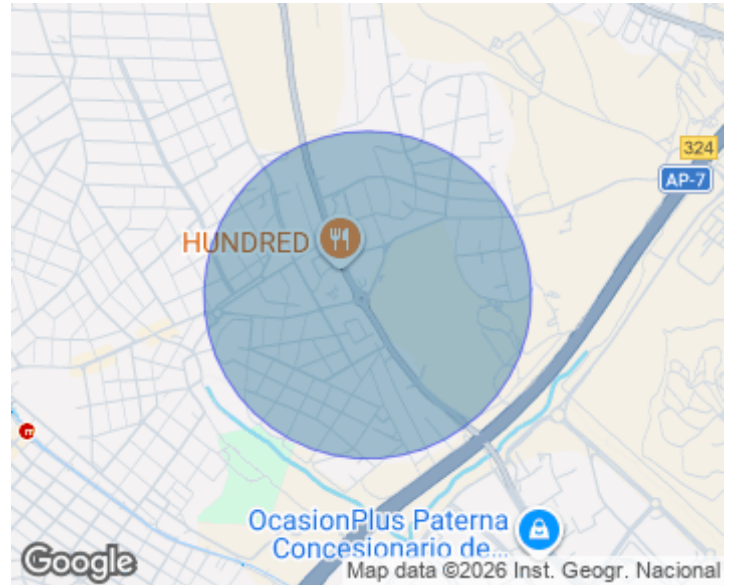 324
AP-7
HUNDRED
OcasionPlus Paterna
Concesionario de...
Google
Map data ©2026 Inst. Geogr. Nacional